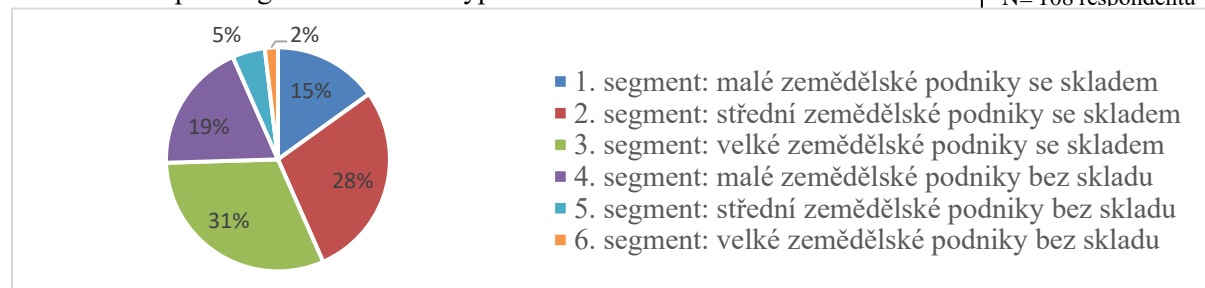 N= 108 respondentů
5%
2%
15%
19%
28%
31%
1. segment: malé zemědělské podniky se skladem
2. segment: střední zemědělské podniky se skladem
3. segment: velké zemědělské podniky se skladem
4. segment: malé zemědělské podniky bez skladu
5. segment: střední zemědělské podniky bez skladu
6. segment: velké zemědělské podniky bez skladu